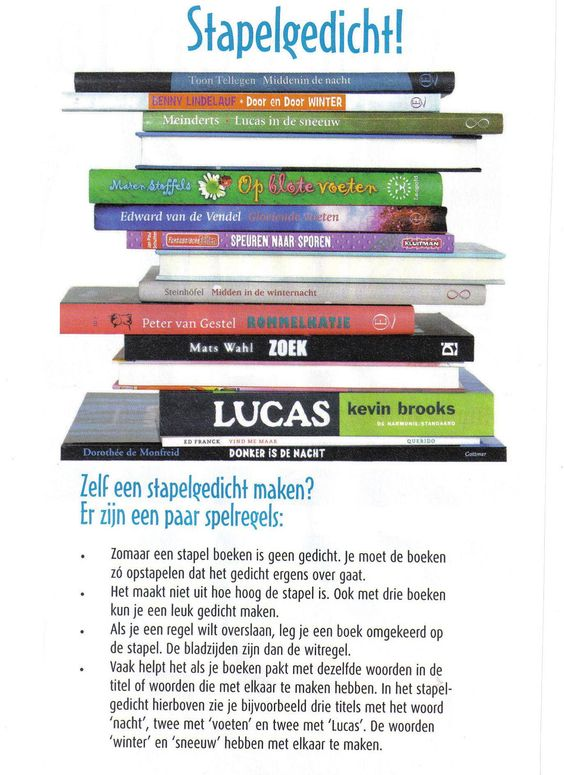 Stapelgedicht!
Toon Tellegen Middenin de nacht
BENNY LINDELAUF • Door en Door WINTER
Meinderts • Lucas in de sneeuw
Maren Stoffels Op blote voeten
Edward van de Vendel Gloeiende voeten
SPEUREN NAAR SPOREN KLUITMAN
Steinhöfel Midden in de winternacht
Peter van Gestel ROMMELKATJE
Mats Wahl ZOEK
LUCAS kevin brooks
DE HARMONIE/STANDAARD
ED FRANCK VIND ME MAAR QUERIDO
Dorothée de Monfreid DONKER IS DE NACHT Gottmer
Zelf een stapelgedicht maken?
Er zijn een paar spelregels:
• Zomaar een stapel boeken is geen gedicht. Je moet de boeken
zó opstapelen dat het gedicht ergens over gaat.
• Het maakt niet uit hoe hoog de stapel is. Ook met drie boeken
kun je een leuk gedicht maken.
• Als je een regel wilt overslaan, leg je een boek omgekeerd op
de stapel. De bladzijden zijn dan de witregel.
• Vaak helpt het als je boeken pakt met dezelfde woorden in de
titel of woorden die met elkaar te maken hebben. In het stapel-
gedicht hierboven zie je bijvoorbeeld drie titels met het woord
‘nacht’, twee met ‘voeten’ en twee met ‘Lucas’. De woorden
‘winter’ en ‘sneeuw’ hebben met elkaar te maken.